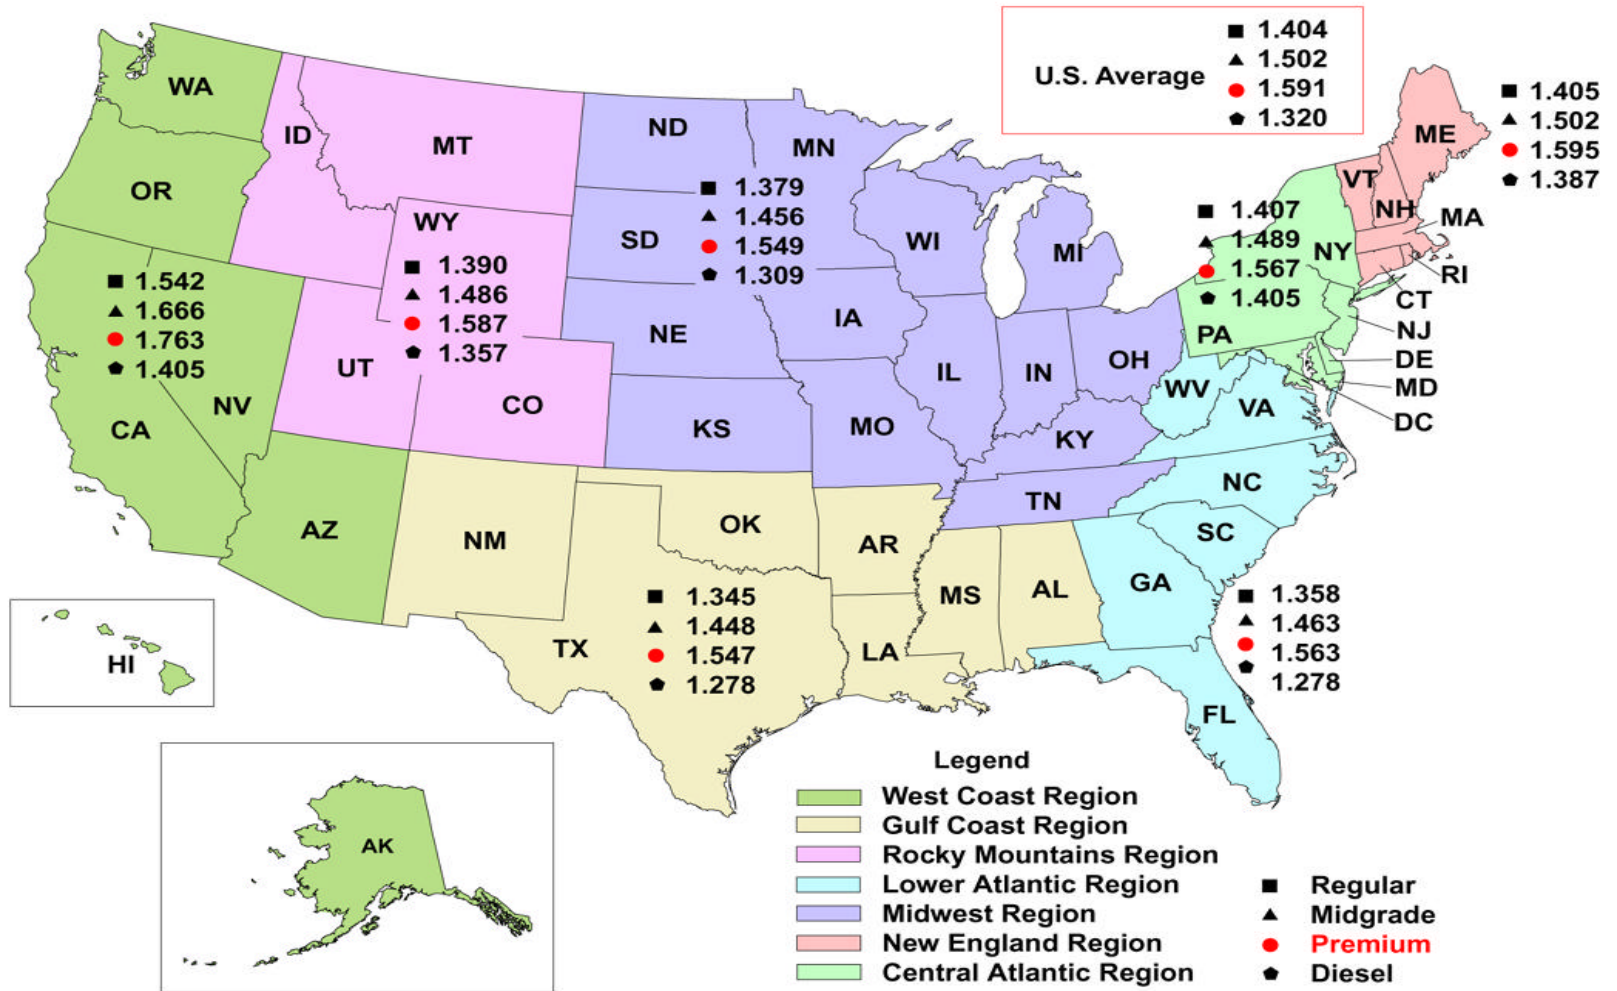 U.S. Average
1.404
1.502
1.591
1.320
WA
OR
CA
NV
AZ
1.542
1.666
1.763
1.405
ID
MT
WY
UT
CO
1.390
1.486
1.587
1.357
ND
MN
SD
WI
MI
NE
IA
IL
IN
OH
KS
MO
KY
TN
1.379
1.456
1.549
1.309
ME
VT
NH
MA
RI
CT
1.405
1.502
1.595
1.387
NY
PA
NJ
DE
MD
DC
1.407
1.489
1.567
1.405
WV
VA
NC
SC
GA
FL
1.358
1.463
1.563
1.278
NM
OK
AR
TX
LA
MS
AL
1.345
1.448
1.547
1.278
HI
AK
Legend
West Coast Region
Gulf Coast Region
Rocky Mountains Region
Lower Atlantic Region
Midwest Region
New England Region
Central Atlantic Region
Regular
Midgrade
Premium
Diesel